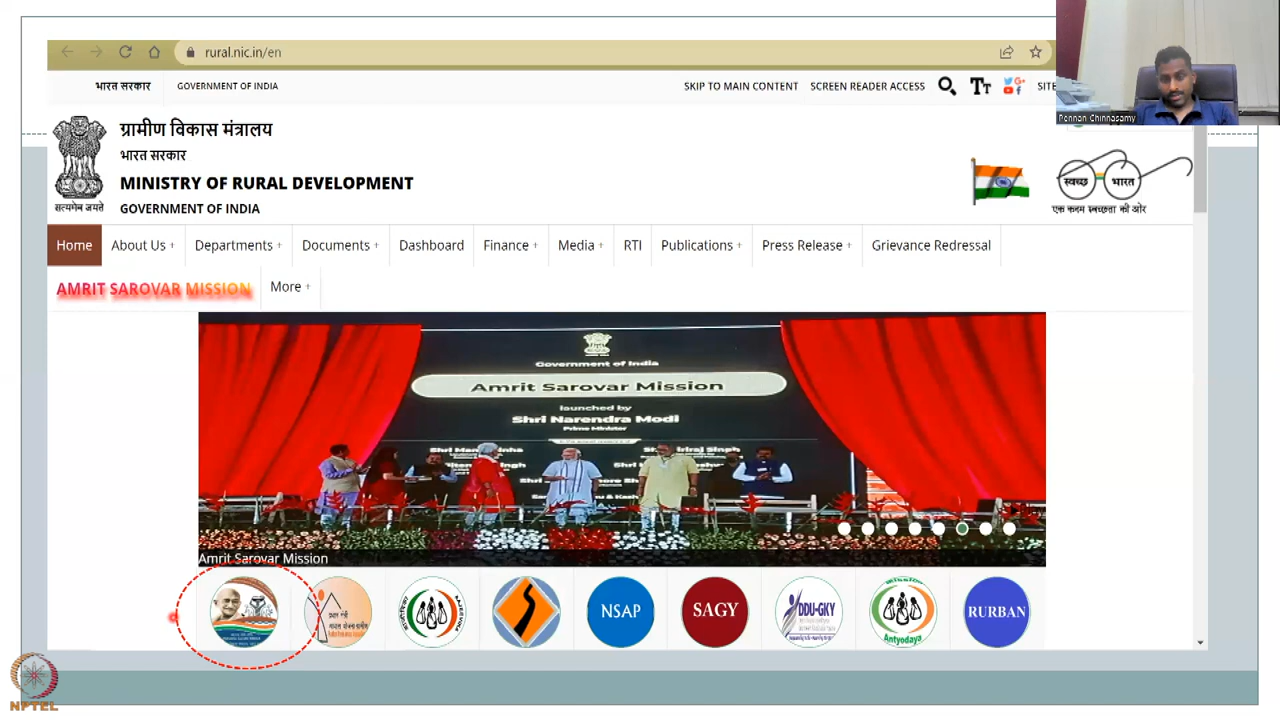 rural.nic.in/en
भारत सरकार GOVERNMENT OF INDIA SKIP TO MAIN CONTENT SCREEN READER ACCESS TT SITE
Pennan Chinnasamy
ग्रामीण विकास मंत्रालय
भारत सरकार
MINISTRY OF RURAL DEVELOPMENT
GOVERNMENT OF INDIA
सत्यमेव जयते
स्वच्छ भारत
एक कदम स्वच्छता की ओर
Home About Us + Departments + Documents + Dashboard Finance + Media + RTI Publications + Press Release + Grievance Redressal
AMRIT SAROVAR MISSION More +
Government of India
Amrit Sarovar Mission
launched by
Shri Narendra Modi
Prime Minister
Amrit Sarovar Mission
NSAP SAGY DDU-GKY mission Antyodaya RURBAN
NPTEL